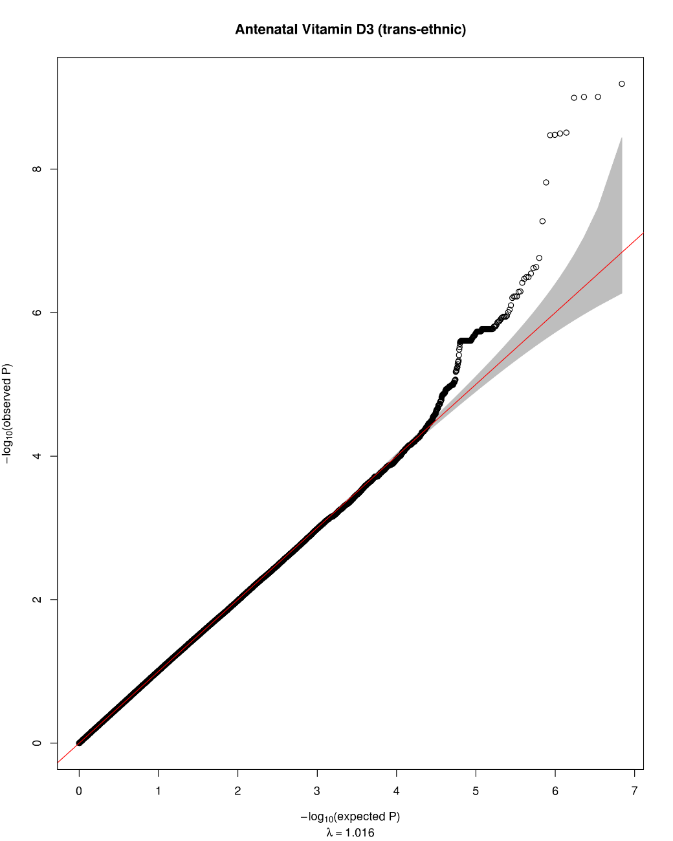 Antenatal Vitamin D3 (trans-ethnic)
−log₁₀(observed P)
8
6
4
2
0
0 1 2 3 4 5 6 7
−log₁₀(expected P)
λ = 1.016